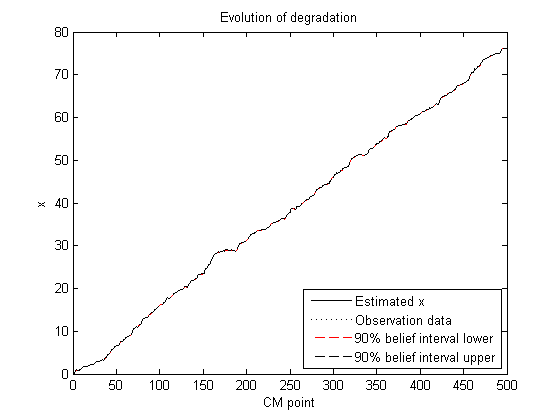 Evolution of degradation
80
70
60
50
40
30
20
10
0
x
0 50 100 150 200 250 300 350 400 450 500
CM point
Estimated x
Observation data
90% belief interval lower
90% belief interval upper